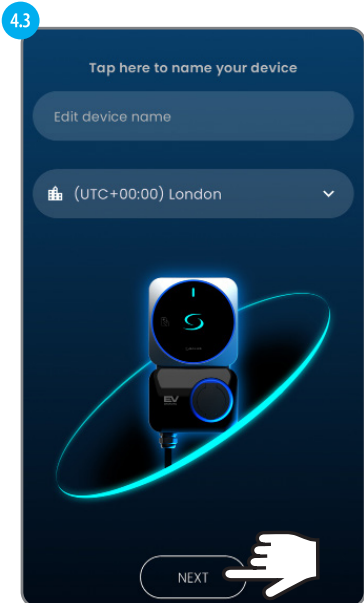 4.3
Tap here to name your device
Edit device name
(UTC+00:00) London
EV
NEXT